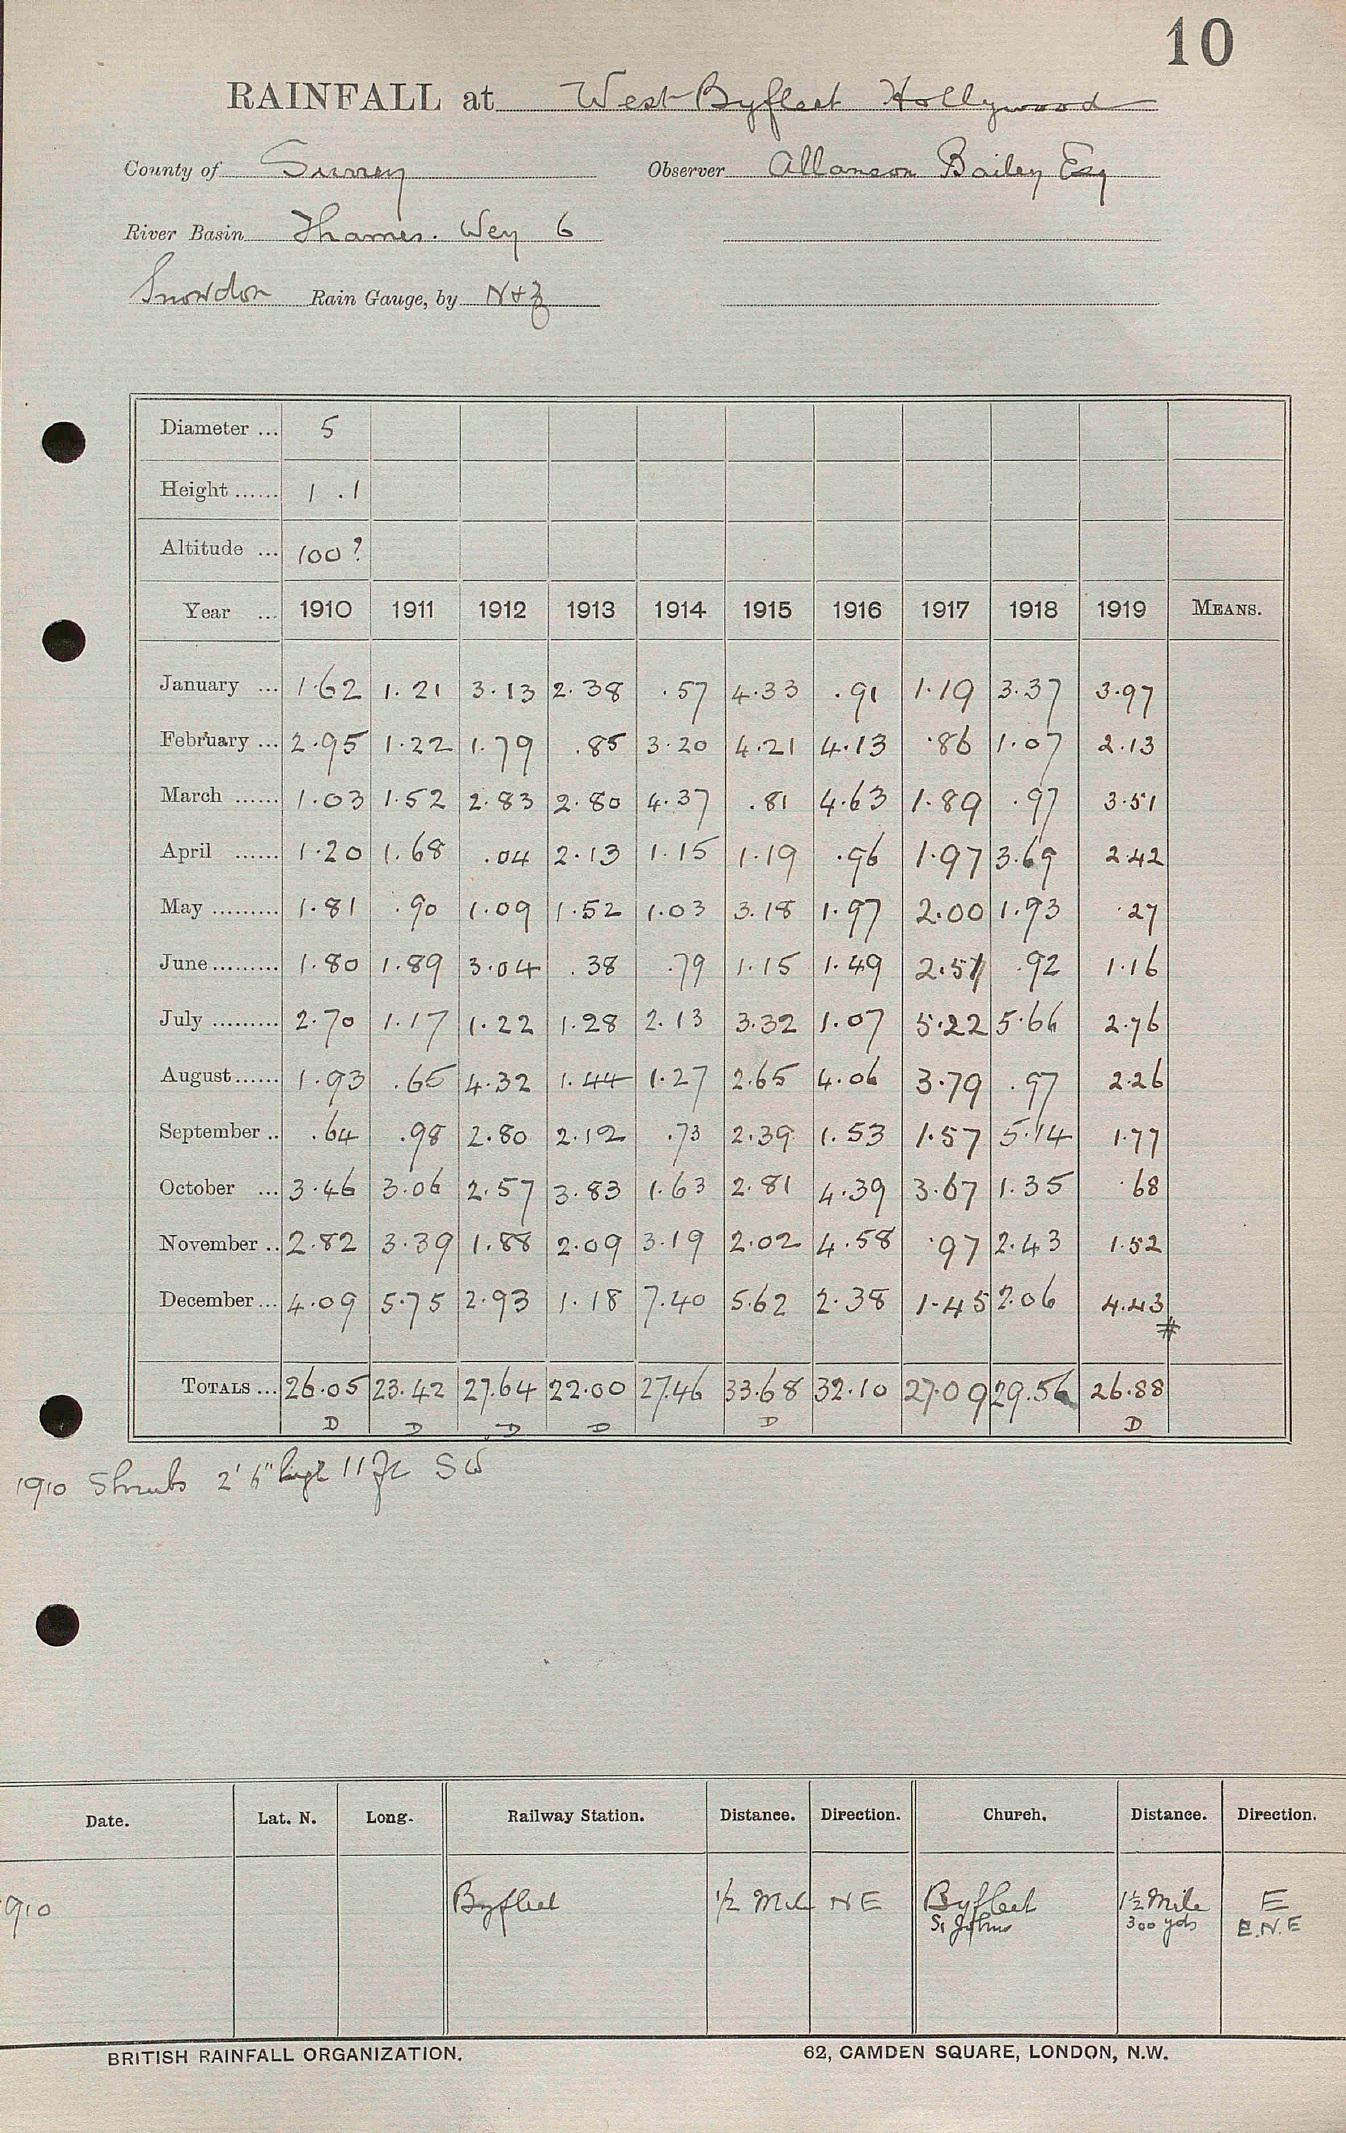 10
RAINFALL at West Byfleet Hollywood
County of Surrey Observer Allanson Bailey Esq
River Basin Thames. Wey 6
Snowdon Rain Gauge, by N+Z
Diameter ... 5
Height ...... 1 .1
Altitude ... 100?
Year ... 1910 1911 1912 1913 1914 1915 1916 1917 1918 1919 MEANS.
January ... 1.62 1.21 3.13 2.38 .57 4.33 .91 1.19 3.37 3.97
February ... 2.95 1.22 1.79 .85 3.20 4.21 4.13 .86 1.07 2.13
March ...... 1.03 1.52 2.83 2.80 4.37 .81 4.63 1.89 .97 3.51
April ...... 1.20 1.68 .04 2.13 1.15 1.19 .96 1.97 3.69 2.42
May ......... 1.81 .90 1.09 1.52 1.03 3.18 1.97 2.00 1.93 .27
June ......... 1.80 1.89 3.04 .38 .79 1.15 1.49 2.51 .92 1.16
July ......... 2.70 1.17 1.22 1.28 2.13 3.32 1.07 5.22 5.66 2.76
August ...... 1.93 .65 4.32 1.44 1.27 2.65 4.06 3.79 .97 2.26
September .. .64 .98 2.80 2.12 .73 2.39 1.53 1.57 5.14 1.77
October ... 3.46 3.06 2.57 3.83 1.63 2.81 4.39 3.67 1.35 .68
November .. 2.82 3.39 1.88 2.09 3.19 2.02 4.58 .97 2.43 1.52
December ... 4.09 5.75 2.93 1.18 7.40 5.62 2.38 1.45 2.06 4.43
#
TOTALS ... 26.05 23.42 27.64 22.00 27.46 33.68 32.10 27.09 29.56 26.88
D D D D D D
1910 Shrubs 2' 6" high 11 ft SW
Date. Lat. N. Long. Railway Station. Distance. Direction. Church. Distance. Direction.
910 Byfleet 1/2 Mile NE Byfleet 1½ Mile E
St Johns 300 yds E.N.E
BRITISH RAINFALL ORGANIZATION. 62, CAMDEN SQUARE, LONDON, N.W.